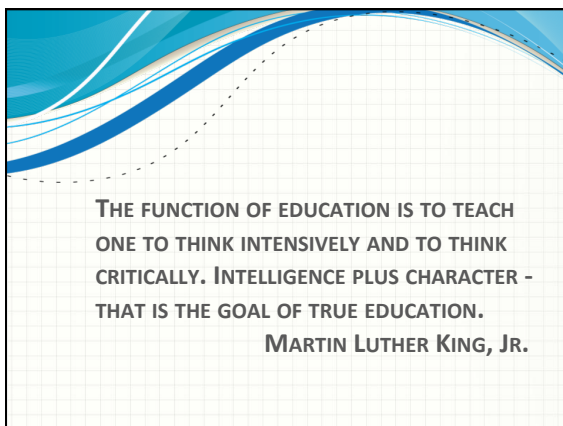 The function of education is to teach
one to think intensively and to think
critically. Intelligence plus character -
that is the goal of true education.
Martin Luther King, Jr.